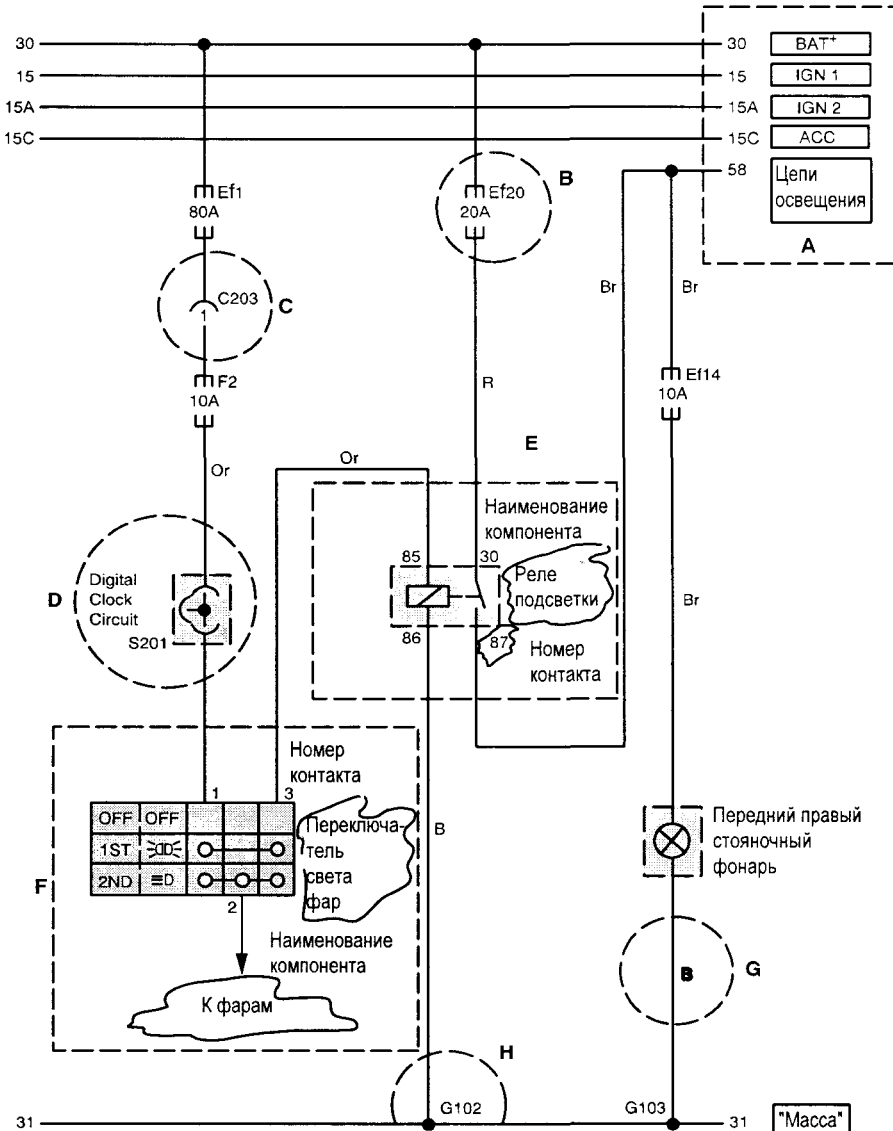 30
30
BAT+
15
15
IGN 1
15A
15A
IGN 2
15C
15C
ACC
58
Цепи
освещения
A
Ef1
80A
B
Ef20
20A
C203
1
C
F2
10A
Br
Br
Ef14
10A
R
E
Or
Or
Наименование
компонента
85
30
Реле
подсветки
86
87
Номер
контакта
Br
D
Digital
Clock
Circuit
S201
Номер
контакта
1
3
OFF
OFF
1ST
2ND
2
Переключа-
тель
света
фар
F
B
Передний правый
стояночный
фонарь
Наименование
компонента
К фарам
B
G
H
G102
G103
31
31
"Масса"